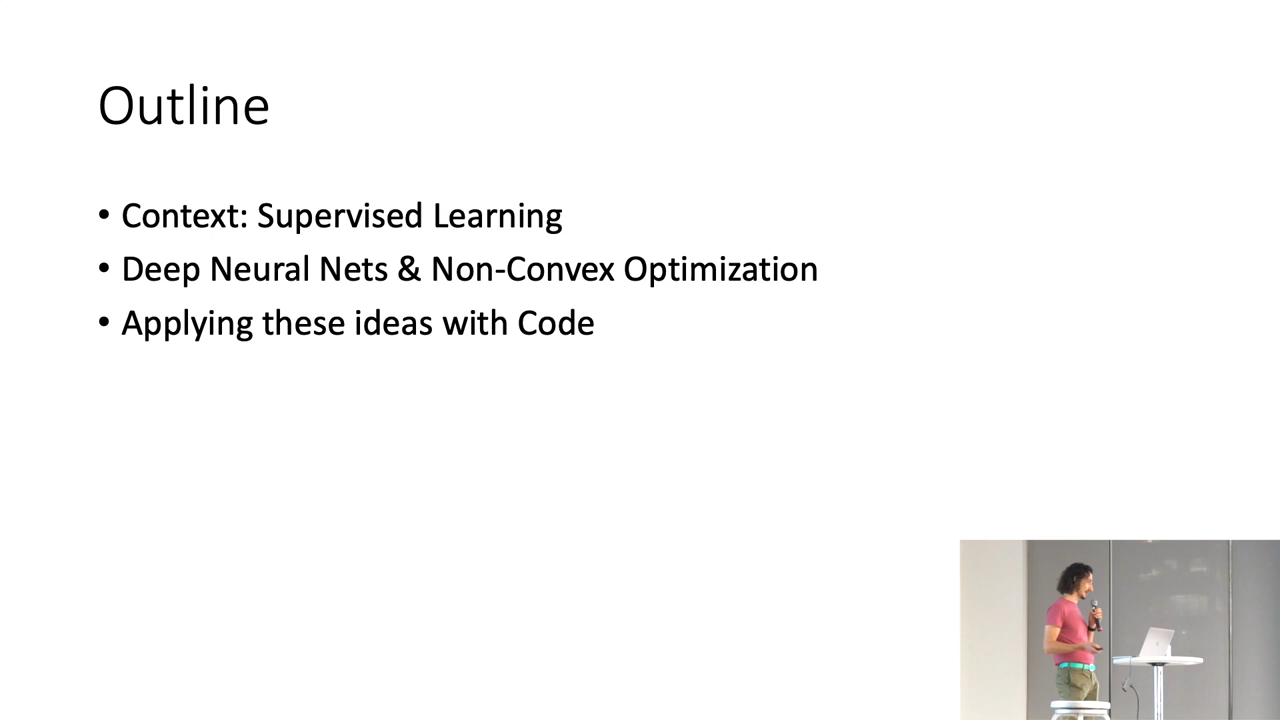 Outline
• Context: Supervised Learning
• Deep Neural Nets & Non-Convex Optimization
• Applying these ideas with Code